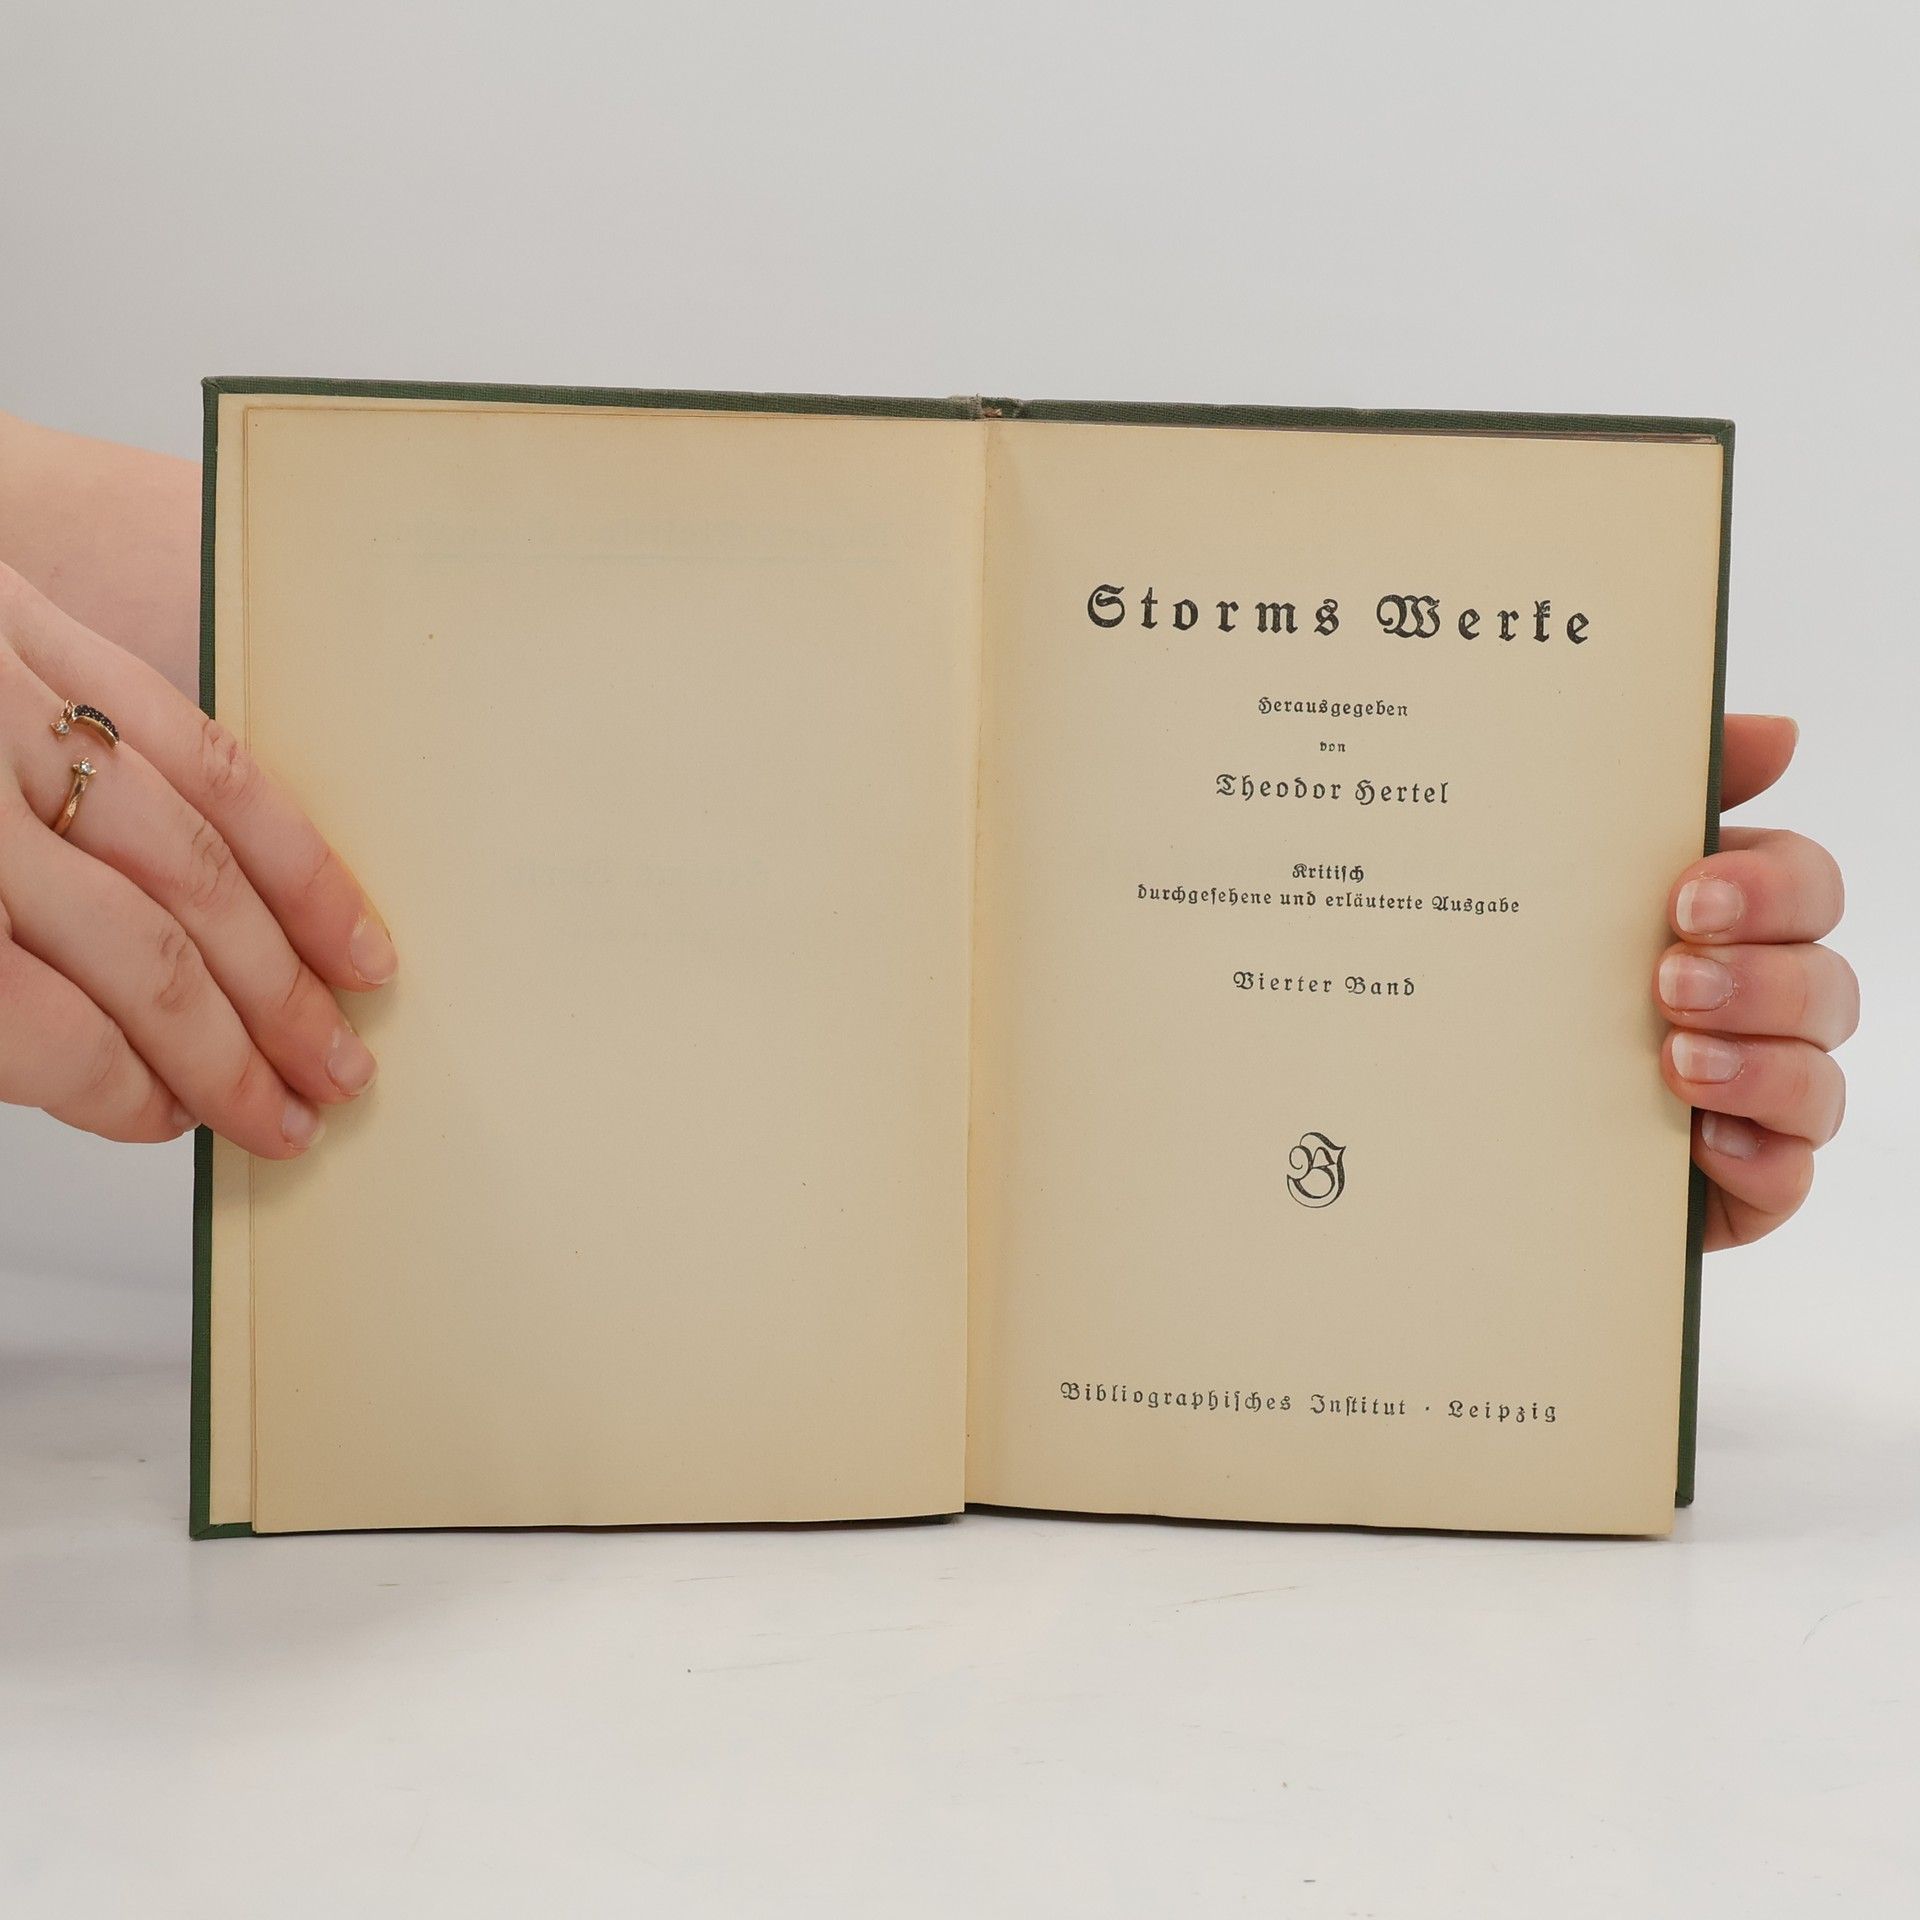 Storms Werke
Herausgegeben
von
Theodor Hertel
Kritiſch
durchgeſehene und erläuterte Ausgabe
Vierter Band
BI
Bibliographiſches Inſtitut · Leipzig